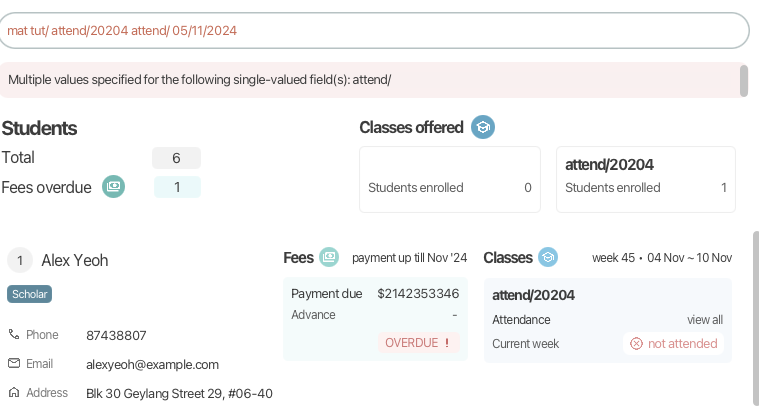 mat tut/ attend/20204 attend/ 05/11/2024
Multiple values specified for the following single-valued field(s): attend/
Students
Total 6
Fees overdue 1
Classes offered
Students enrolled 0
attend/20204
Students enrolled 1
1 Alex Yeoh
Scholar
Phone 87438807
Email alexyeoh@example.com
Address Blk 30 Geylang Street 29, #06-40
Fees payment up till Nov '24
Payment due $2142353346
Advance -
OVERDUE !
Classes week 45 • 04 Nov ~ 10 Nov
attend/20204
Attendance view all
Current week not attended